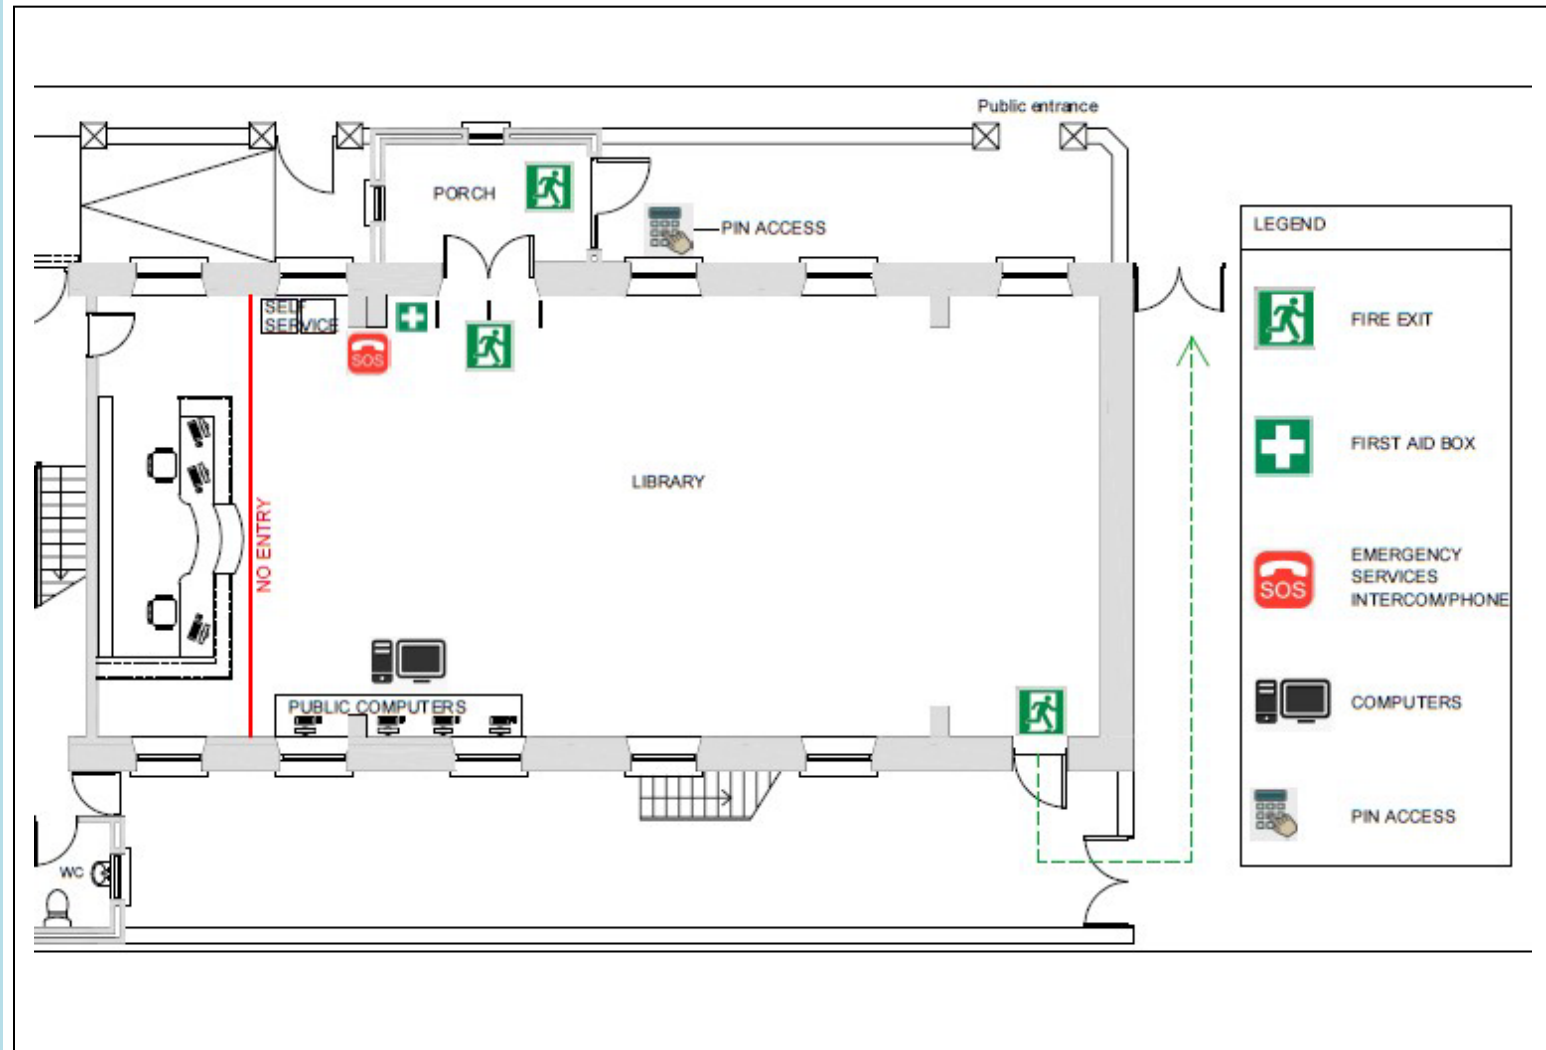 Public entrance
PORCH
PIN ACCESS
SELF
SERVICE
SOS
LIBRARY
NO ENTRY
PUBLIC COMPUTERS
WC
LEGEND
FIRE EXIT
FIRST AID BOX
SOS
EMERGENCY
SERVICES
INTERCOM/PHONE
COMPUTERS
PIN ACCESS